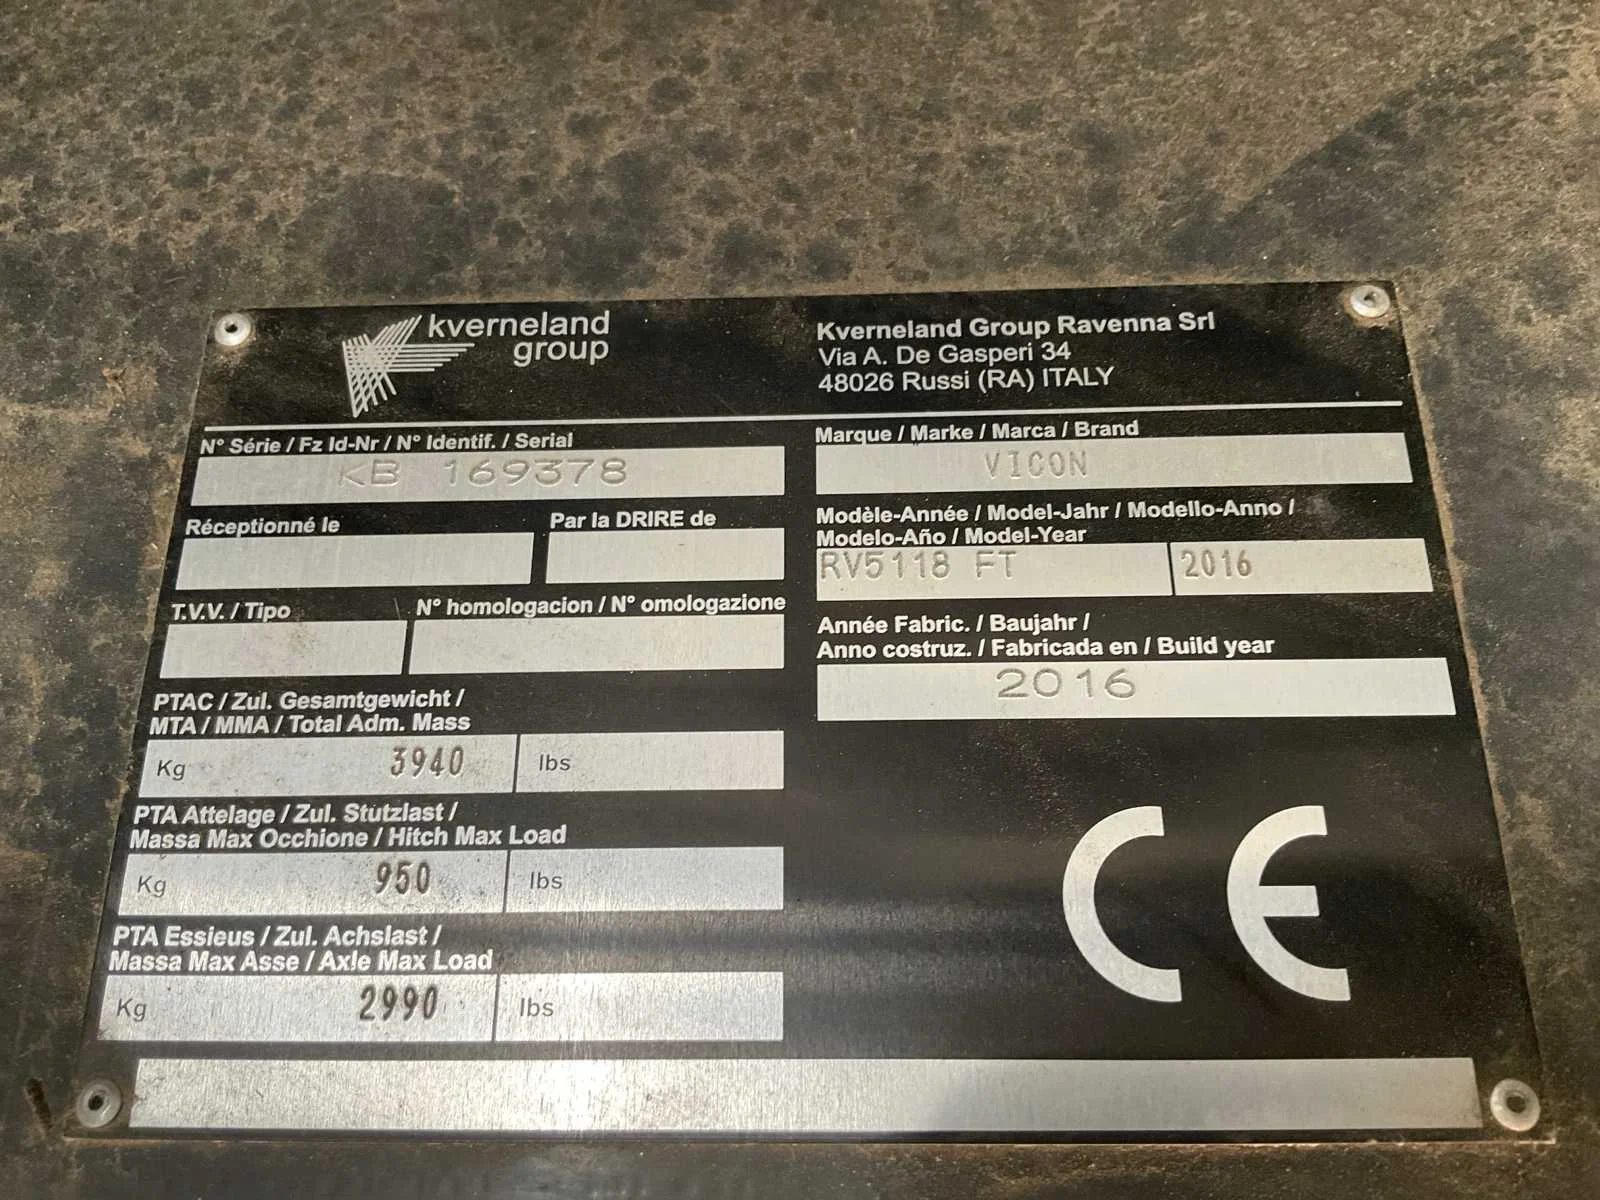 kverneland
group
Kverneland Group Ravenna Srl
Via A. De Gasperi 34
48026 Russi (RA) ITALY
N° Série / Fz Id-Nr / N° Identif. / Serial
KB 169378
Réceptionné le
Par la DRIRE de
T.V.V. / Tipo
N° homologacion / N° omologazione
PTAC / Zul. Gesamtgewicht /
MTA / MMA / Total Adm. Mass
Kg 3940 lbs
PTA Attelage / Zul. Stutzlast /
Massa Max Occhione / Hitch Max Load
Kg 950 lbs
PTA Essieus / Zul. Achslast /
Massa Max Asse / Axle Max Load
Kg 2990 lbs
Marque / Marke / Marca / Brand
VICON
Modèle-Année / Model-Jahr / Modello-Anno /
Modelo-Año / Model-Year
RV5118 FT 2016
Année Fabric. / Baujahr /
Anno costruz. / Fabricada en / Build year
2016
CE